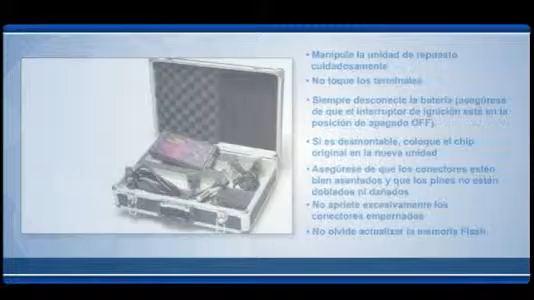 • Manipule la unidad de repuesto
cuidadosamente
• No toque los terminales
• Siempre desconecte la batería (asegúrese
de que el interruptor de ignición está en la
posición de apagado OFF).
• Si es desmontable, coloque el chip
original en la nueva unidad
• Asegúrese de que los conectores estén
bien asentados y que los pines no estén
doblados ni dañados
• No apriete excesivamente los
conectores empernados
• No olvide actualizar la memoria Flash